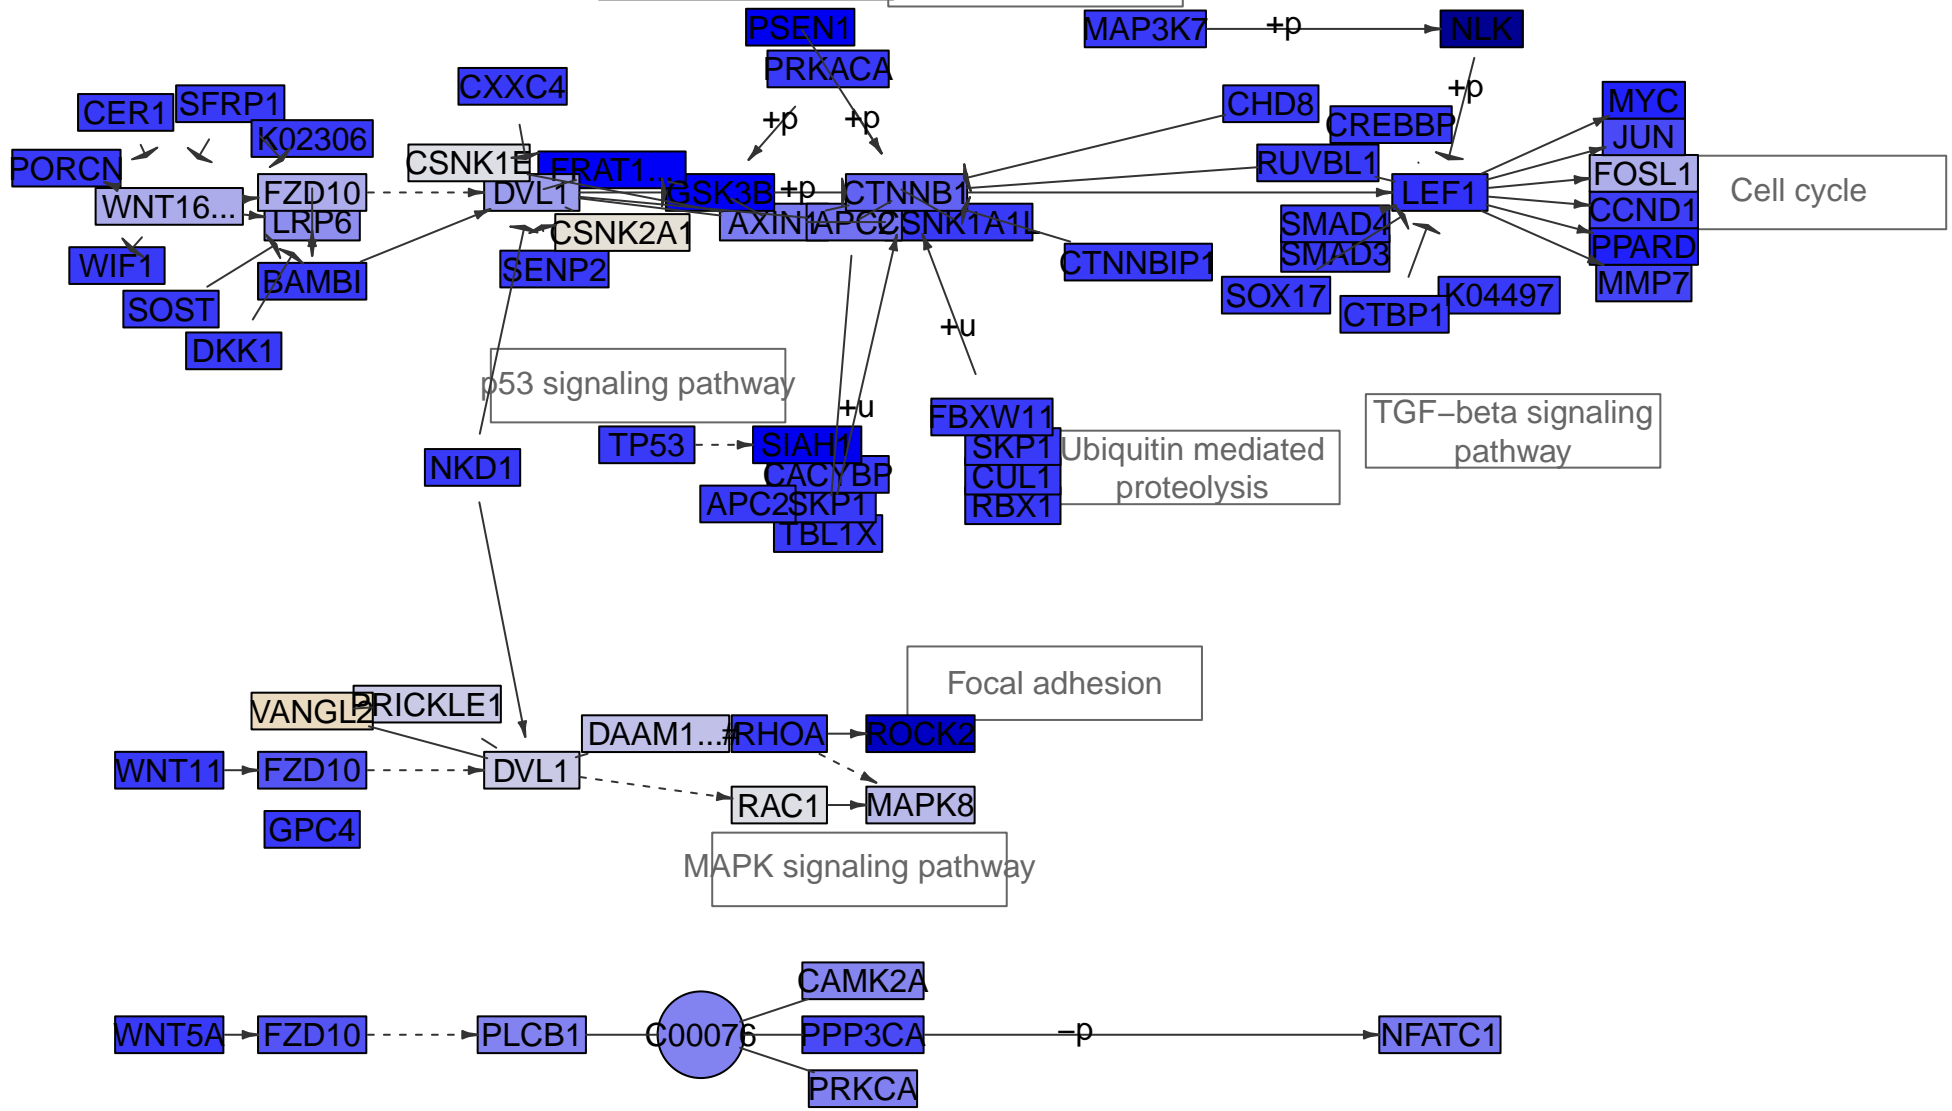 PSEN1
MAP3K7
+p
NLK
PRKACA
CXXC4
+p
CER1
SFRP1
CHD8
MYC
+p
+p
CREBBP
JUN
K02306
PORCN
CSNK1E
FRAT1...
RUVBL1
FOSL1
WNT16...
FZD10
DVL1
GSK3B
+p
CTNNB1
LEF1
Cell cycle
LRP6
AXIN1
APC2
CSNK1A1L
SMAD4
CCND1
CSNK2A1
SMAD3
PPARD
WIF1
BAMBI
SENP2
CTNNBIP1
MMP7
SOST
SOX17
K04497
CTBP1
DKK1
+u
p53 signaling pathway
+u
FBXW11
TGF−beta signaling
pathway
TP53
SIAH1
SKP1
Ubiquitin mediated
proteolysis
NKD1
CACYBP
CUL1
APC2
SKP1
RBX1
TBL1X
Focal adhesion
VANGL2
PRICKLE1
DAAM1...#
RHOA
ROCK2
WNT11
FZD10
DVL1
RAC1
MAPK8
GPC4
MAPK signaling pathway
CAMK2A
WNT5A
FZD10
PLCB1
C00076
PPP3CA
−p
NFATC1
PRKCA